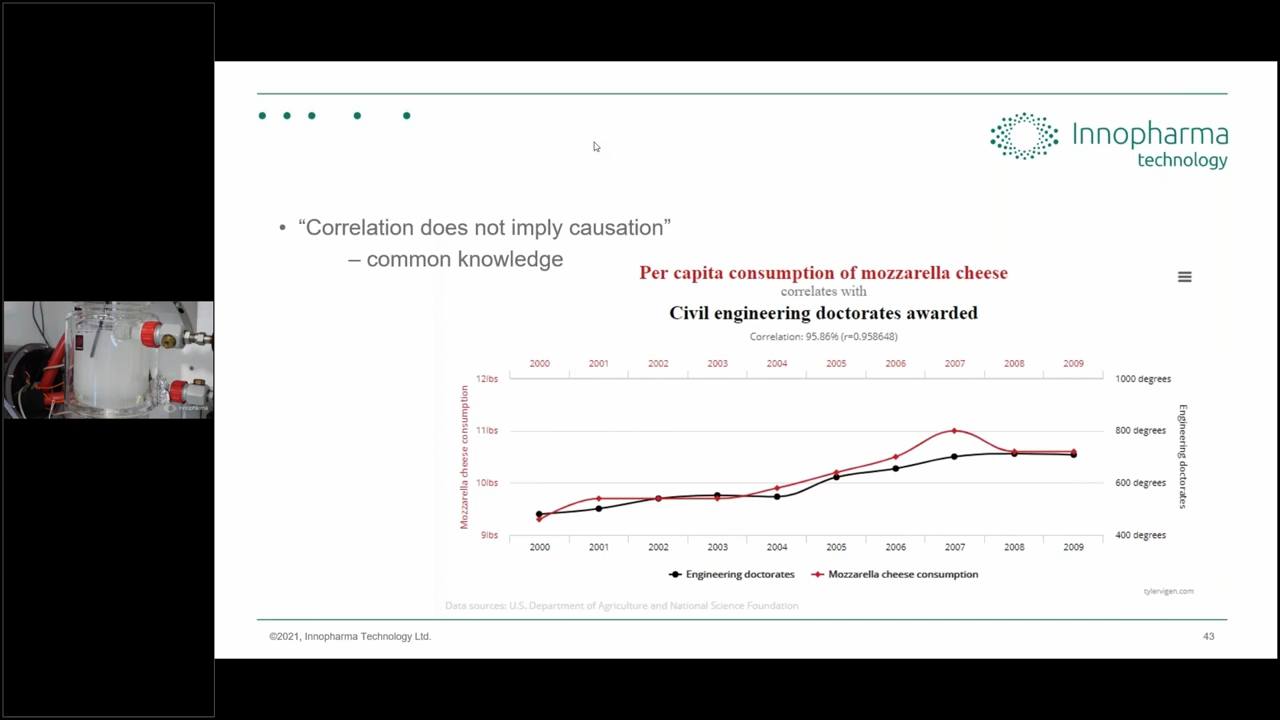 Innopharma
technology
• “Correlation does not imply causation”
– common knowledge
Per capita consumption of mozzarella cheese
correlates with
Civil engineering doctorates awarded
Correlation: 95.86% (r=0.958648)
2000 2001 2002 2003 2004 2005 2006 2007 2008 2009
12lbs
11lbs
10lbs
9lbs
Mozzarella cheese consumption
1000 degrees
800 degrees
600 degrees
400 degrees
Engineering doctorates
2000 2001 2002 2003 2004 2005 2006 2007 2008 2009
Engineering doctorates Mozzarella cheese consumption
tylervigen.com
Data sources: U.S. Department of Agriculture and National Science Foundation
©2021, Innopharma Technology Ltd.
43
Innopharma